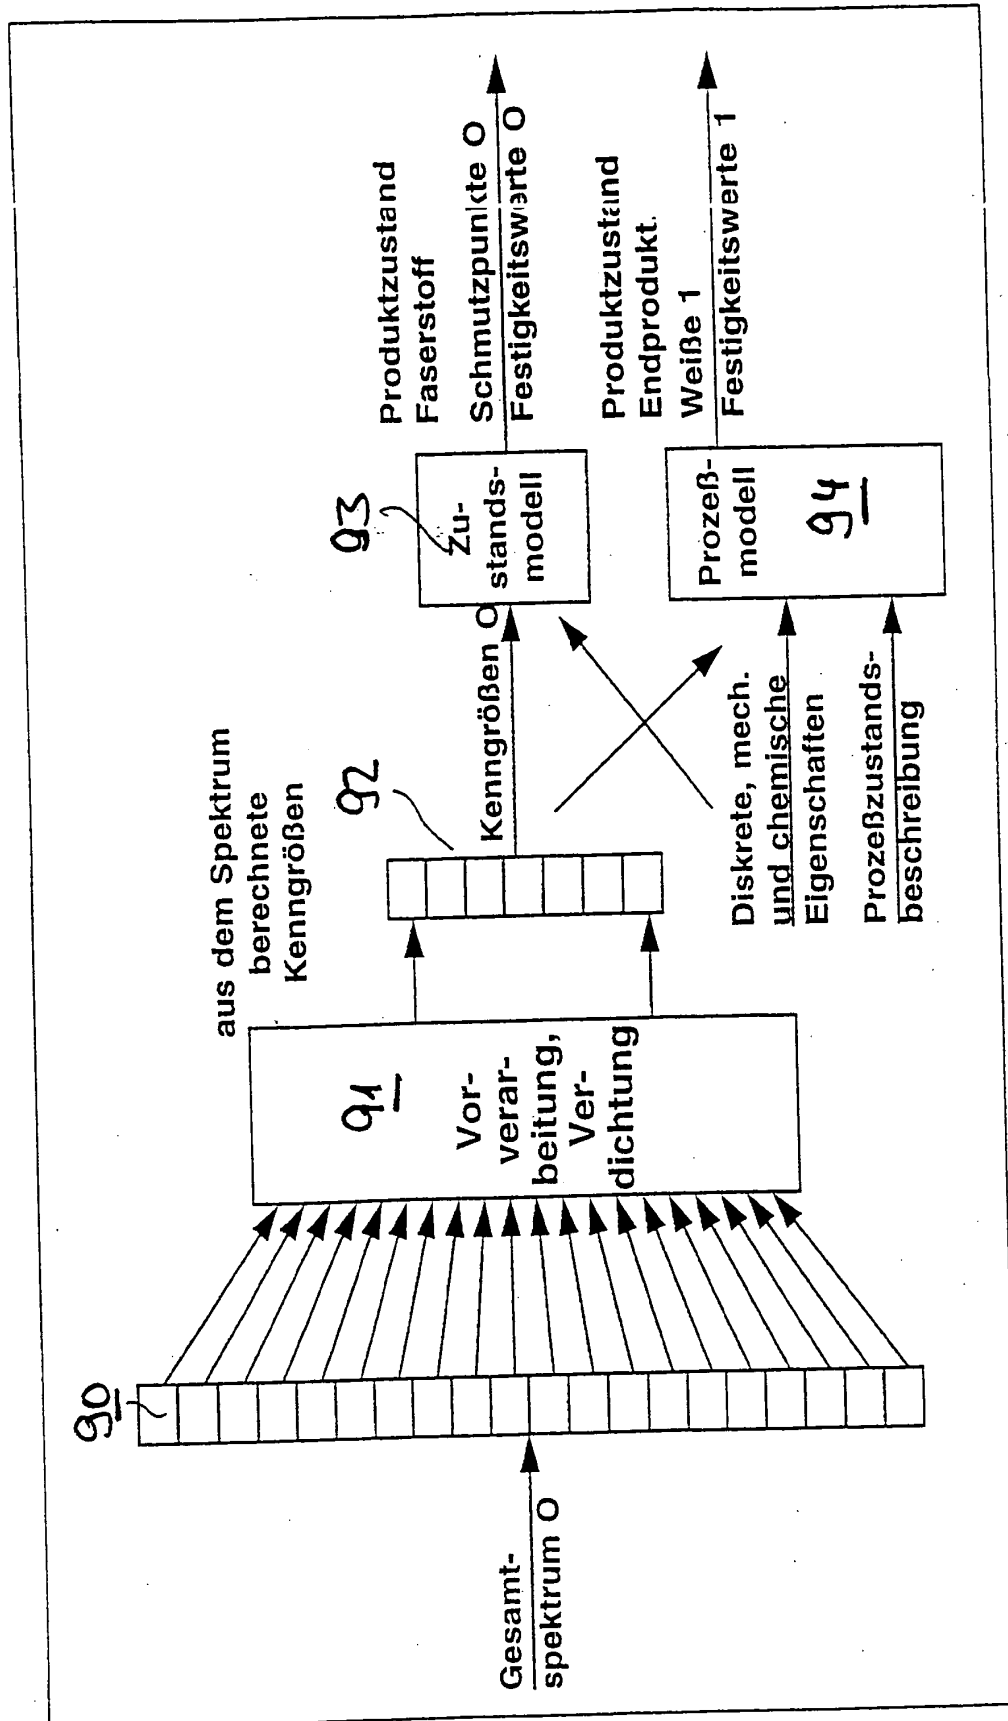 Gesamt-
spektrum O
90
91
Vor-
verar-
beitung,
Ver-
dichtung
aus dem Spektrum
berechnete
Kenngrößen
92
Kenngrößen O
93
Zu-
stands-
modell
Produktzustand
Faserstoff
Schmutzpunkte O
Festigkeitswerte O
Diskrete, mech.
und chemische
Eigenschaften
Prozeßzustands-
beschreibung
Prozeß-
modell
94
Produktzustand
Endprodukt.
Weiße 1
Festigkeitswerte 1